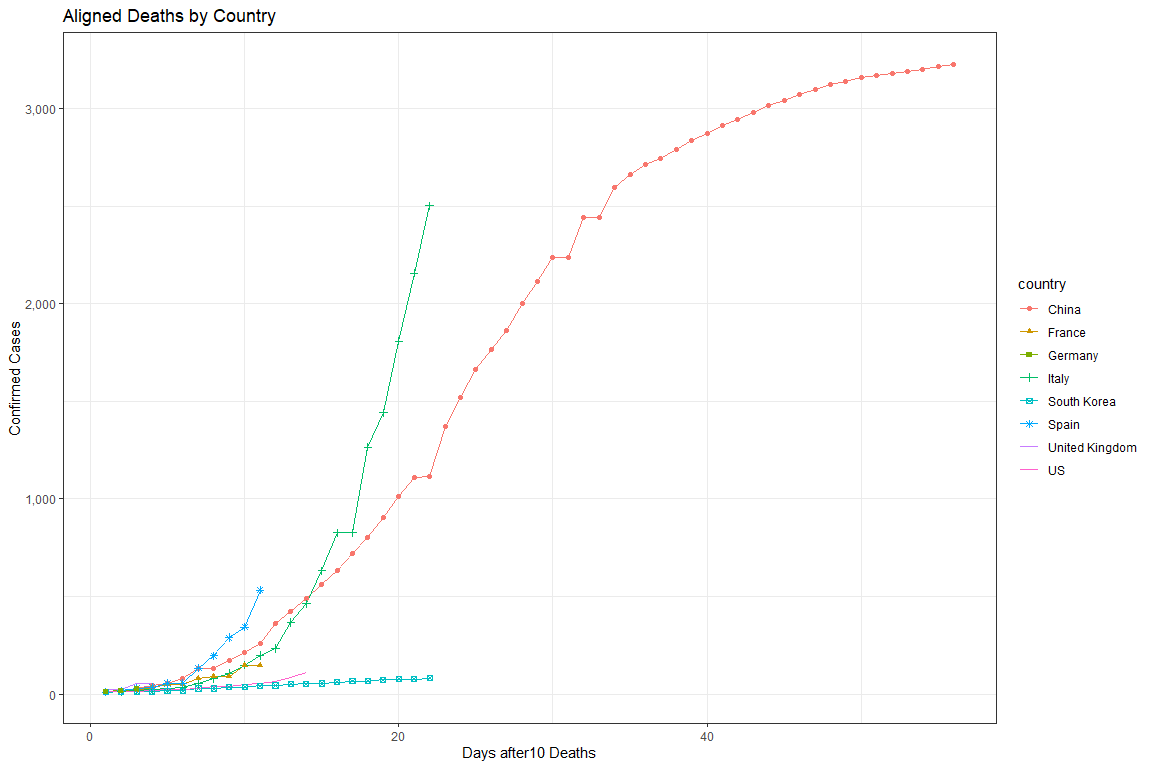 Aligned Deaths by Country
Confirmed Cases
3,000
2,000
1,000
0
0
20
40
Days after10 Deaths
country
China
France
Germany
Italy
South Korea
Spain
United Kingdom
US